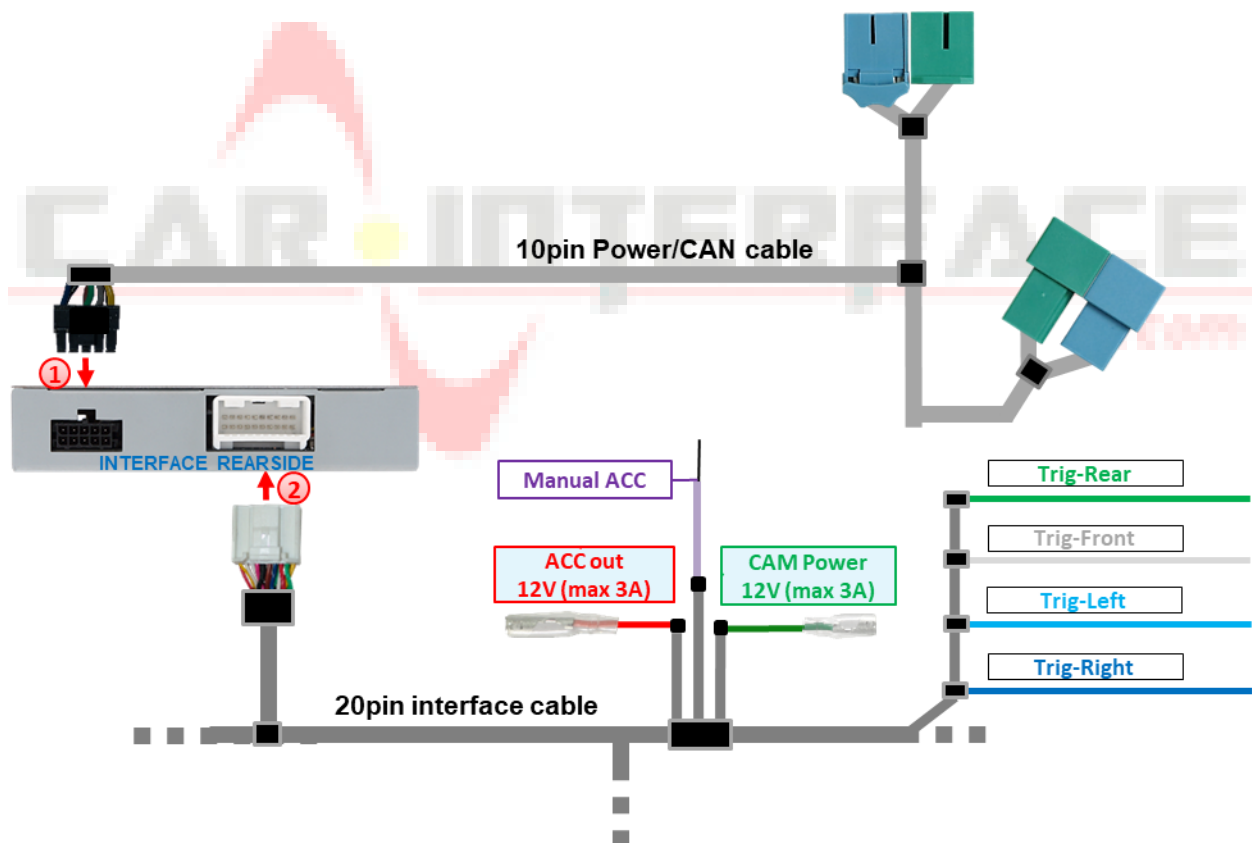 CAR INTERFACE
.com
10pin Power/CAN cable
1
INTERFACE REARSIDE
2
Manual ACC
ACC out
12V (max 3A)
CAM Power
12V (max 3A)
Trig-Rear
Trig-Front
Trig-Left
Trig-Right
20pin interface cable